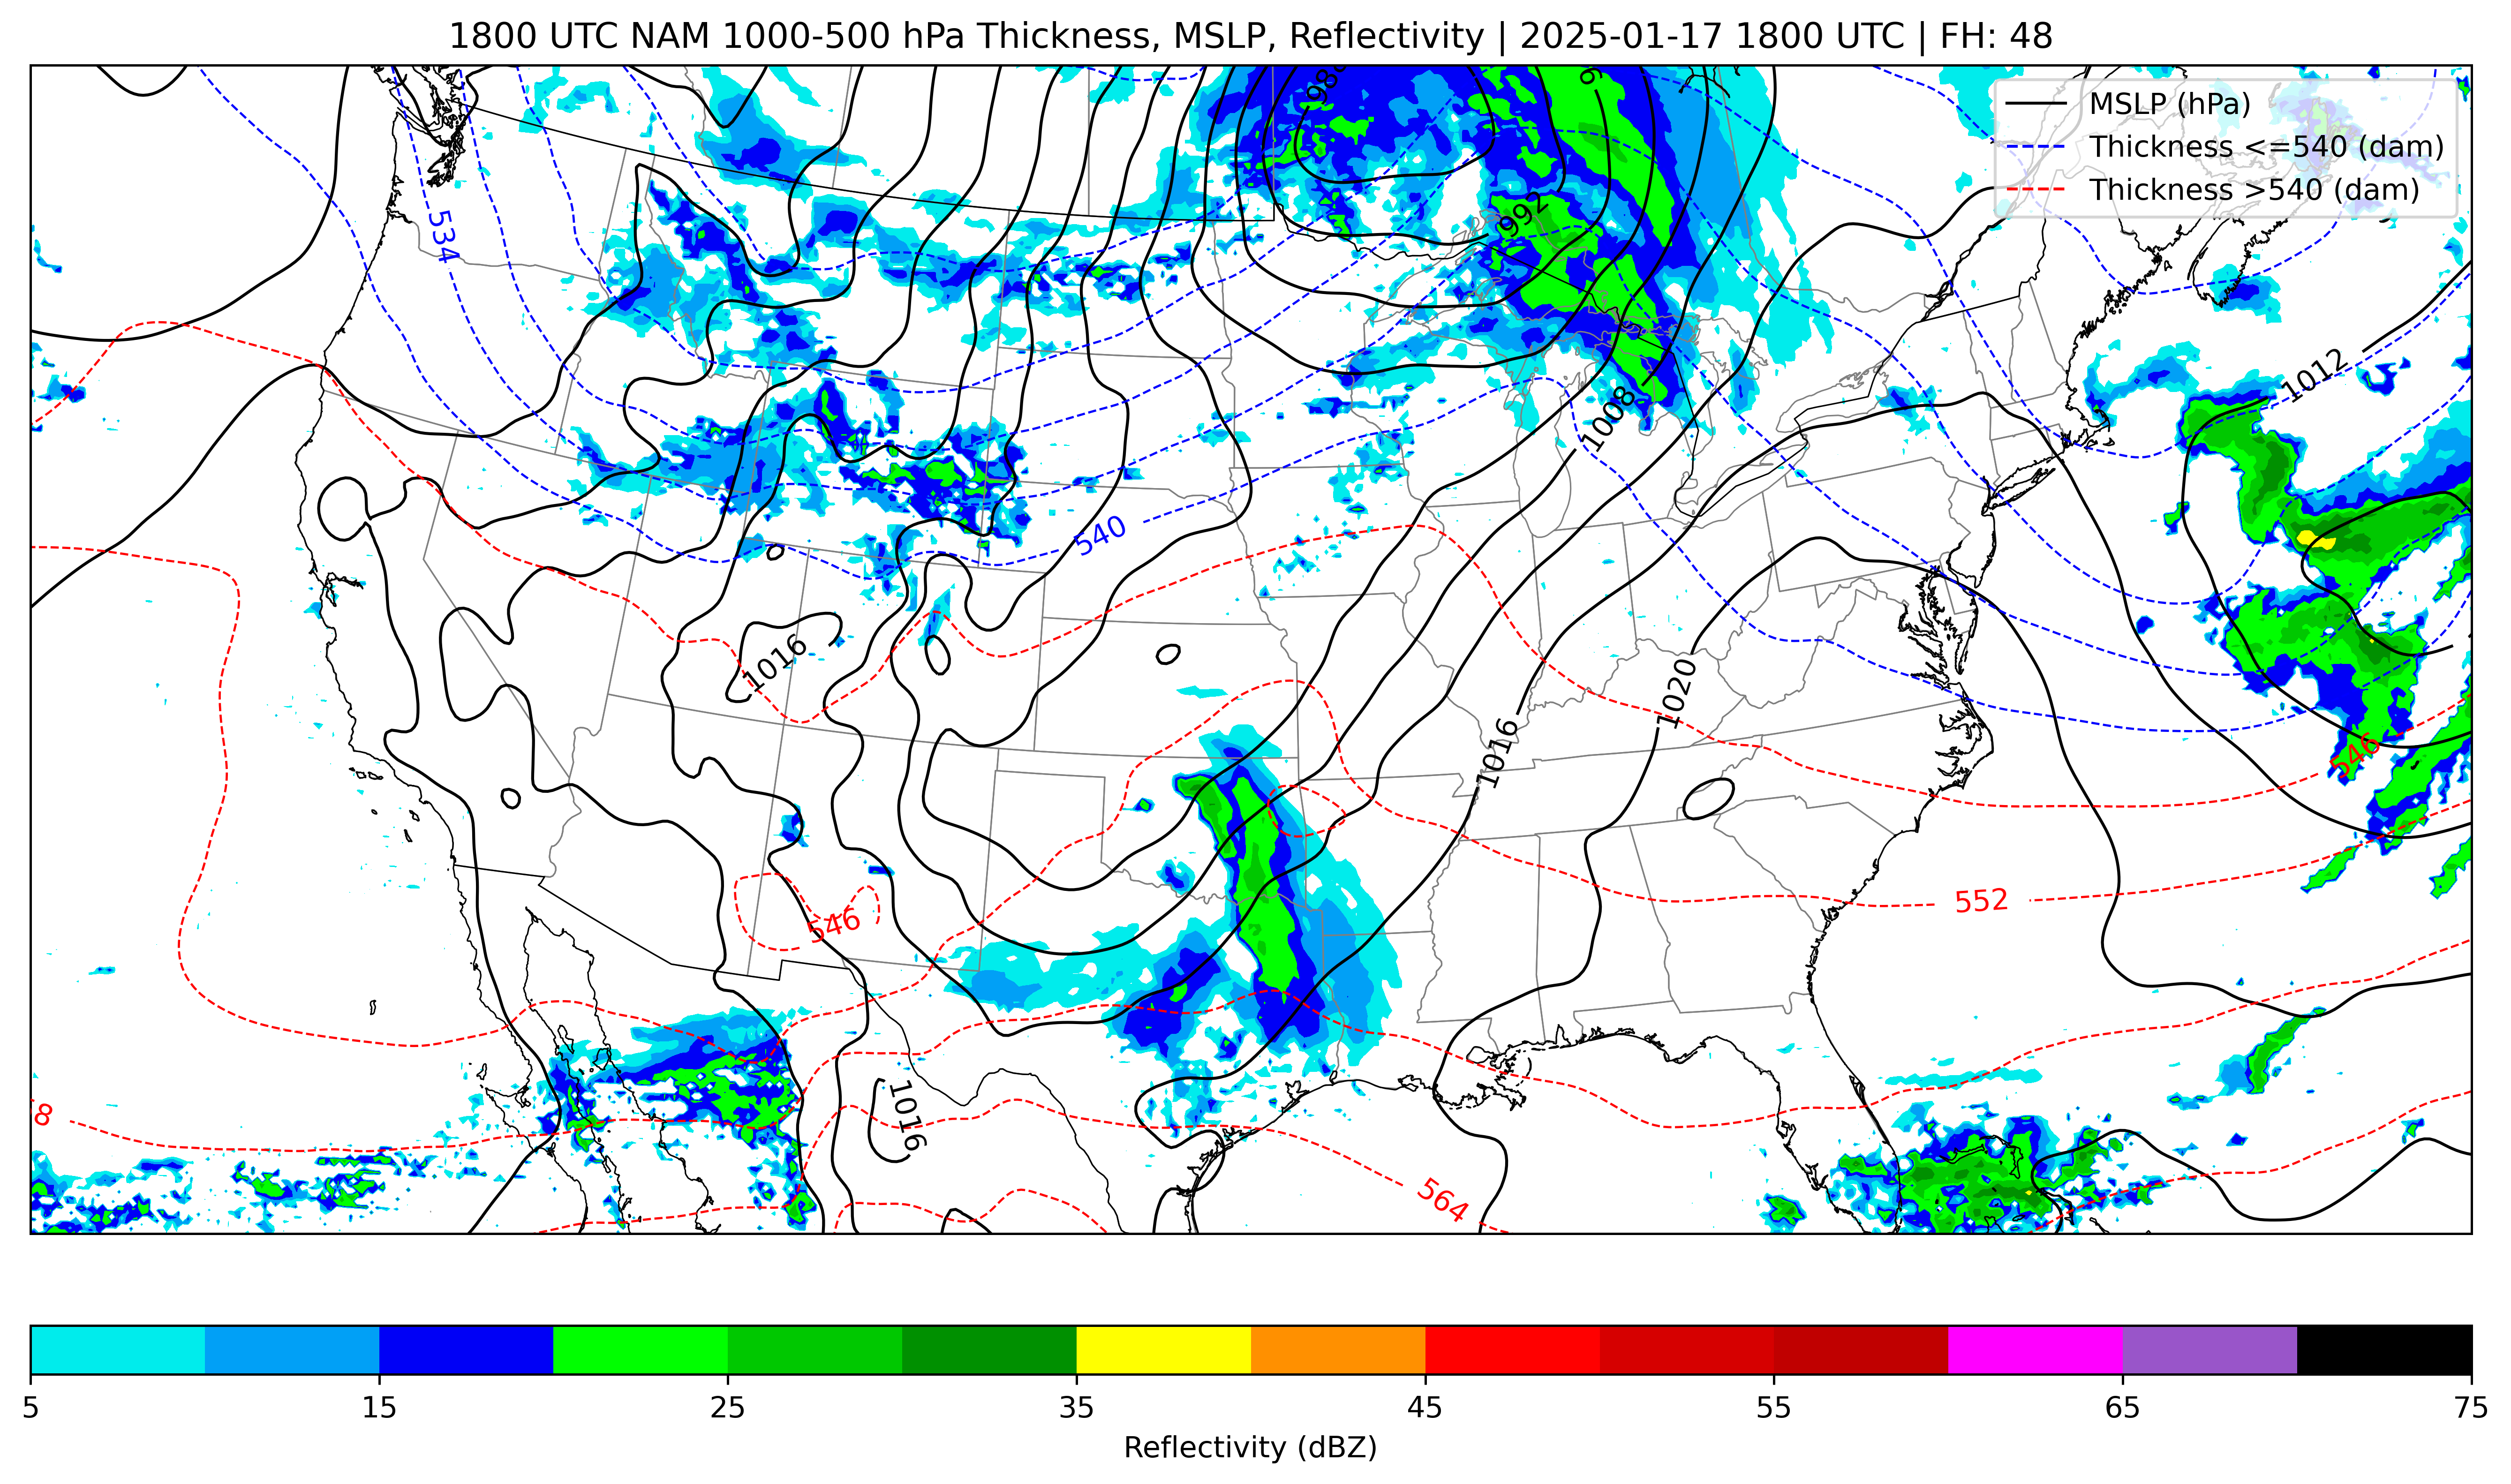 1800 UTC NAM 1000-500 hPa Thickness, MSLP, Reflectivity | 2025-01-17 1800 UTC | FH: 48
MSLP (hPa)
Thickness <=540 (dam)
Thickness >540 (dam)
534
992
1012
1008
540
1016
1020
1016
546
546
552
8
1016
564
5 15 25 35 45 55 65 75
Reflectivity (dBZ)